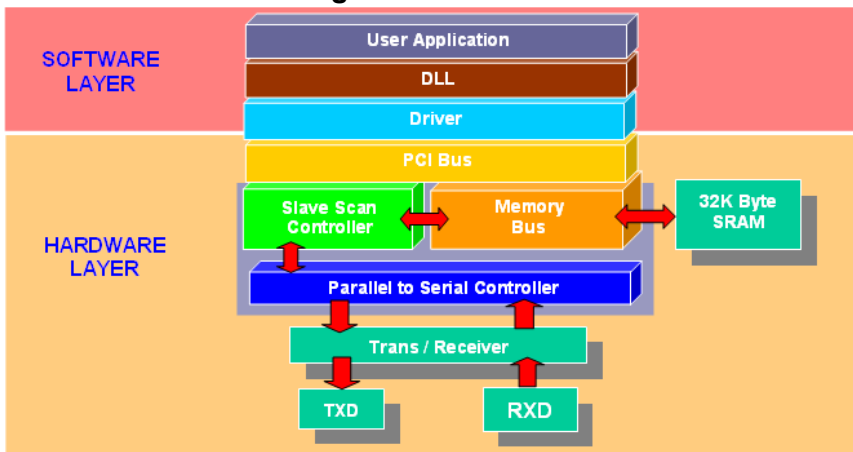 SOFTWARE
LAYER
User Application
DLL
Driver
HARDWARE
LAYER
PCI Bus
Slave Scan
Controller
Memory
Bus
32K Byte
SRAM
Parallel to Serial Controller
Trans / Receiver
TXD
RXD